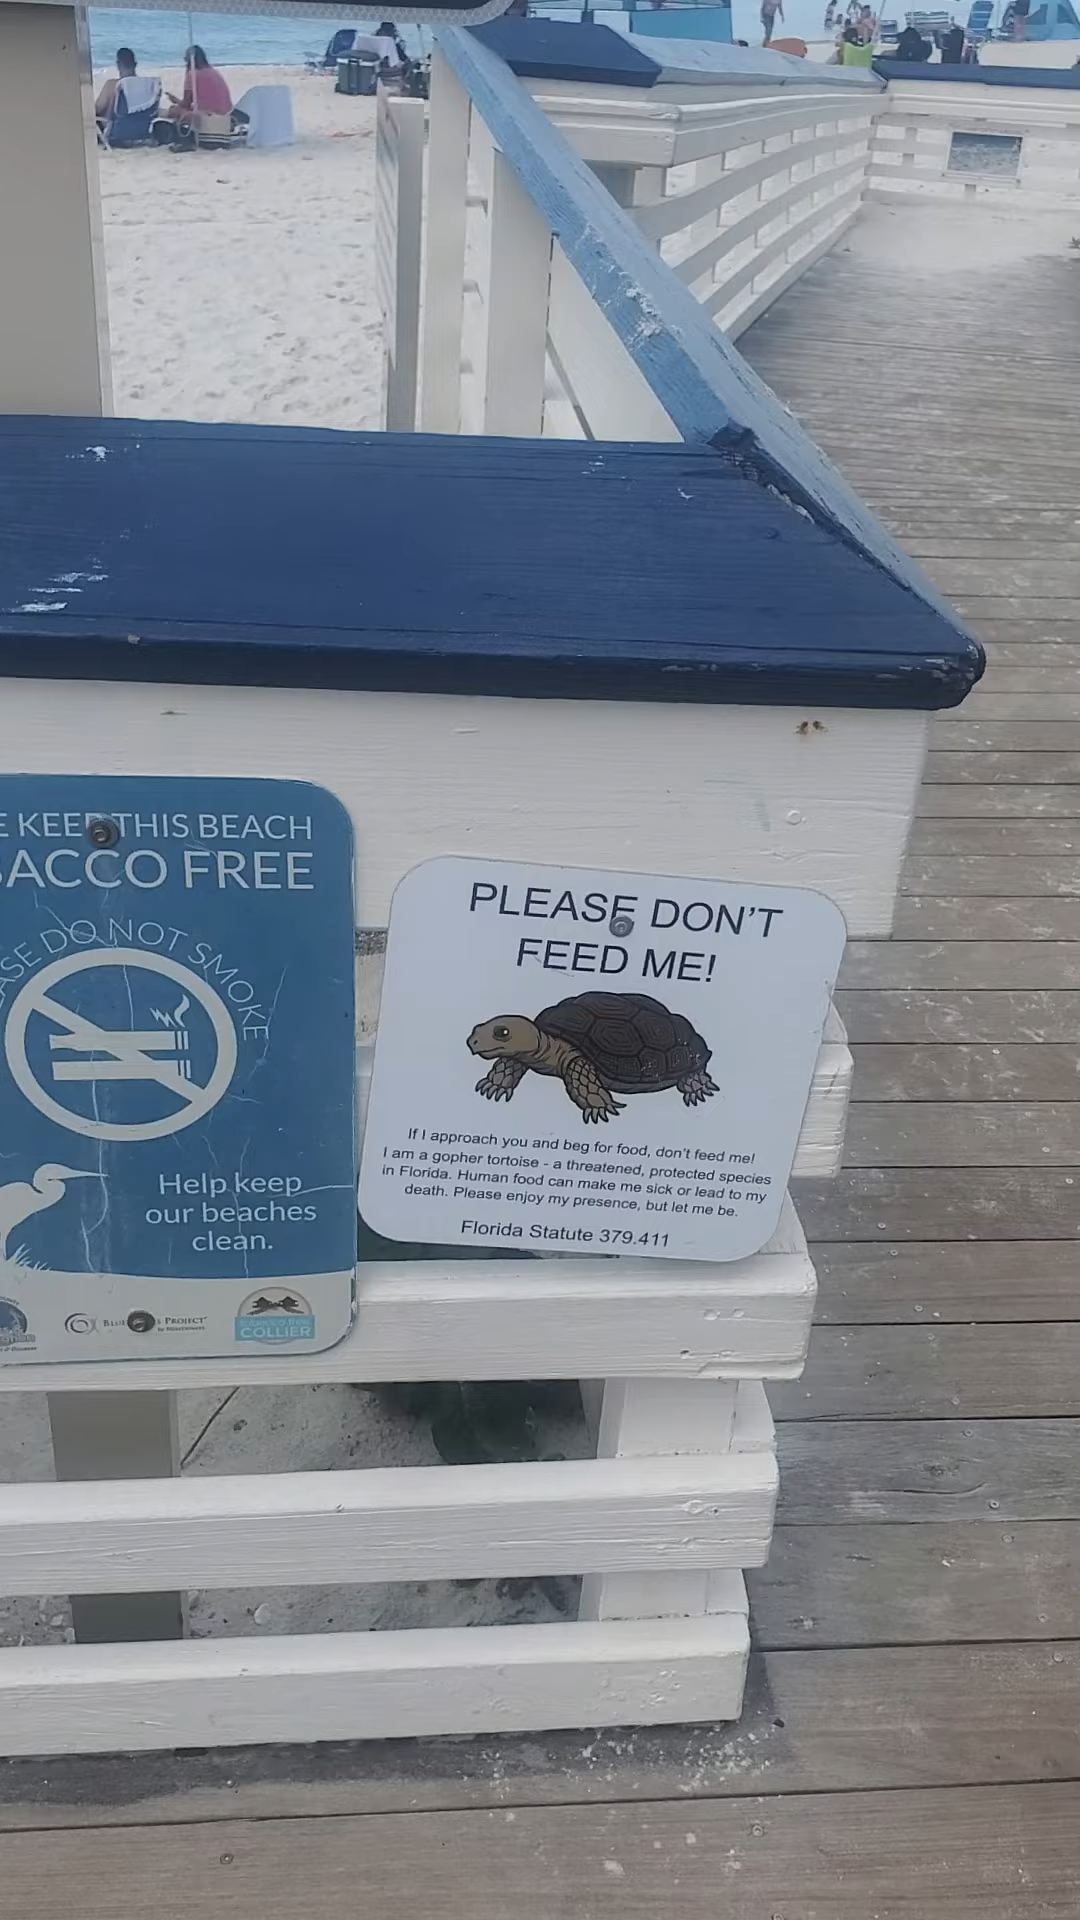 KEEP THIS BEACH
FREE
DO NOT SMOKE
Help keep
our beaches
clean.
PROJECT
COLLIER
PLEASE DON'T
FEED ME!
If I approach you and beg for food, don't feed me!
I am a gopher tortoise - a threatened, protected species
in Florida. Human food can make me sick or lead to my
death. Please enjoy my presence, but let me be.
Florida Statute 379.411